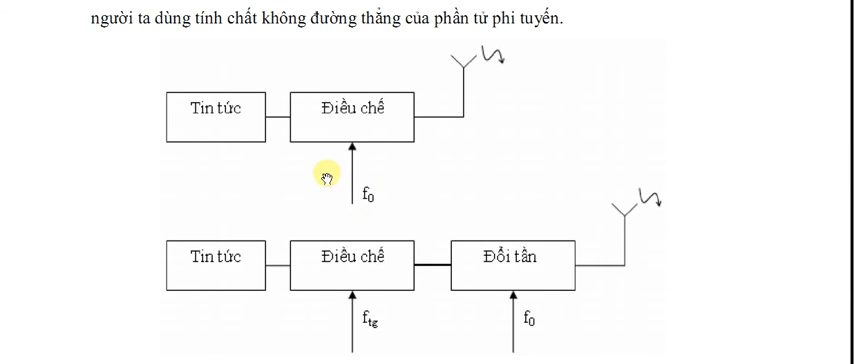 người ta dùng tính chất không đường thẳng của phần tử phi tuyến.
Tin tức
Điều chế
f0
Tin tức
Điều chế
Đổi tần
ftg
f0